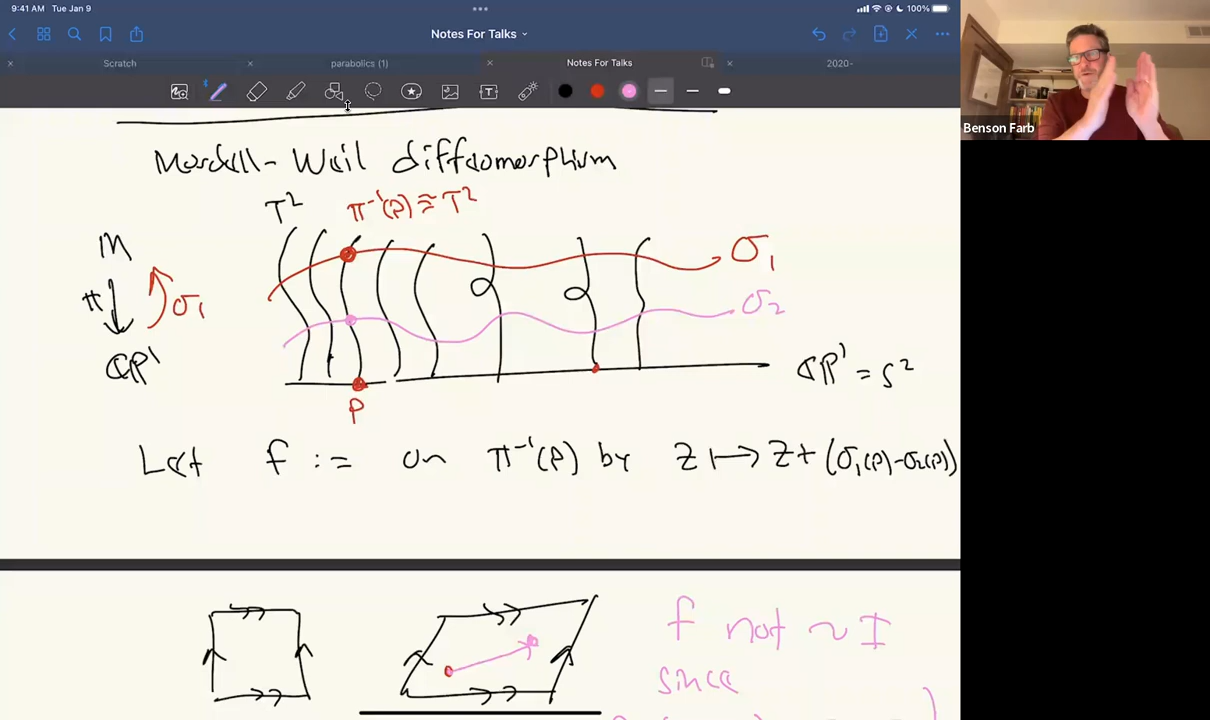 9:41 AM Tue Jan 9
100%
Notes For Talks
Scratch
parabolics (1)
Notes For Talks
2020-
Benson Farb
Mordell-Weil diffeomorphism
T²
π⁻¹(p) ≅ T²
M
π ↓
σ₁
σ₁
σ₂
ℂP¹
ℂP¹ = S²
p
Let f := on π⁻¹(p) by z ↦ z + (σ₁(p) - σ₂(p))
f not ~ I
since